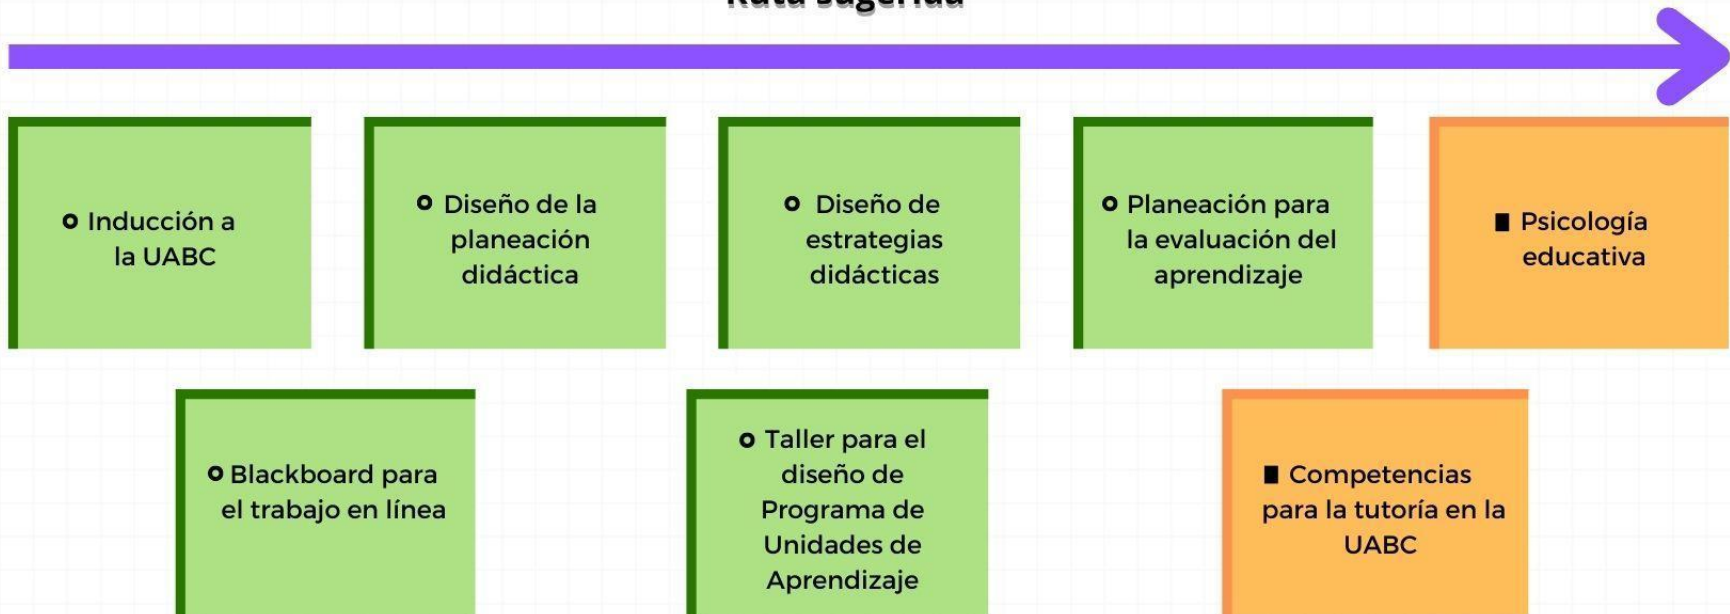 Ruta sugerida
Inducción a
la UABC
Diseño de la
planeación
didáctica
Diseño de
estrategias
didácticas
Planeación para
la evaluación del
aprendizaje
Psicología
educativa
Blackboard para
el trabajo en línea
Taller para el
diseño de
Programa de
Unidades de
Aprendizaje
Competencias
para la tutoría en la
UABC